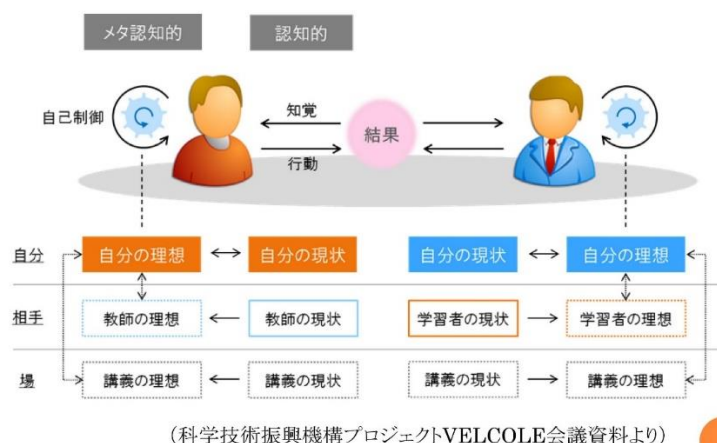 メタ認知的 認知的
自己制御 知覚 結果
行動
自分 自分の理想 自分の現状 自分の現状 自分の理想
相手 教師の理想 教師の現状 学習者の現状 学習者の理想
場 講義の理想 講義の現状 講義の現状 講義の理想
(科学技術振興機構プロジェクトVELCOLE会議資料より)